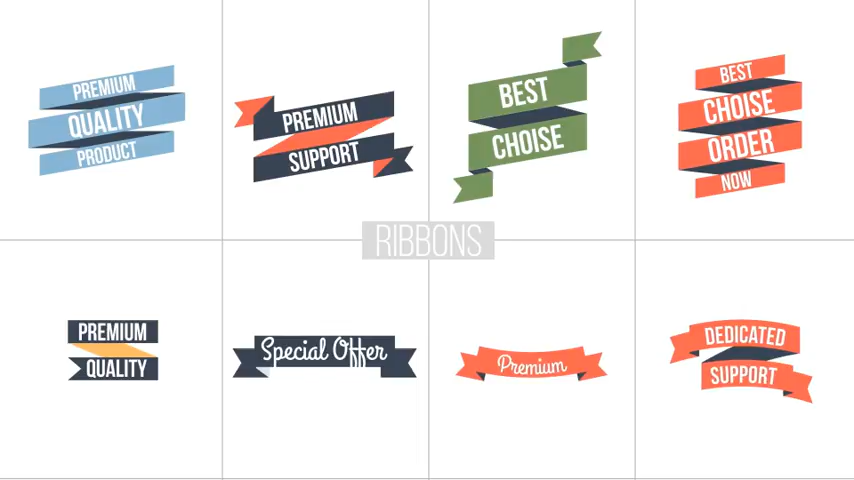 PREMIUM
QUALITY
PRODUCT
PREMIUM
SUPPORT
BEST
CHOISE
BEST
CHOISE
ORDER
NOW
RIBBONS
PREMIUM
QUALITY
Special Offer
Premium
DEDICATED
SUPPORT